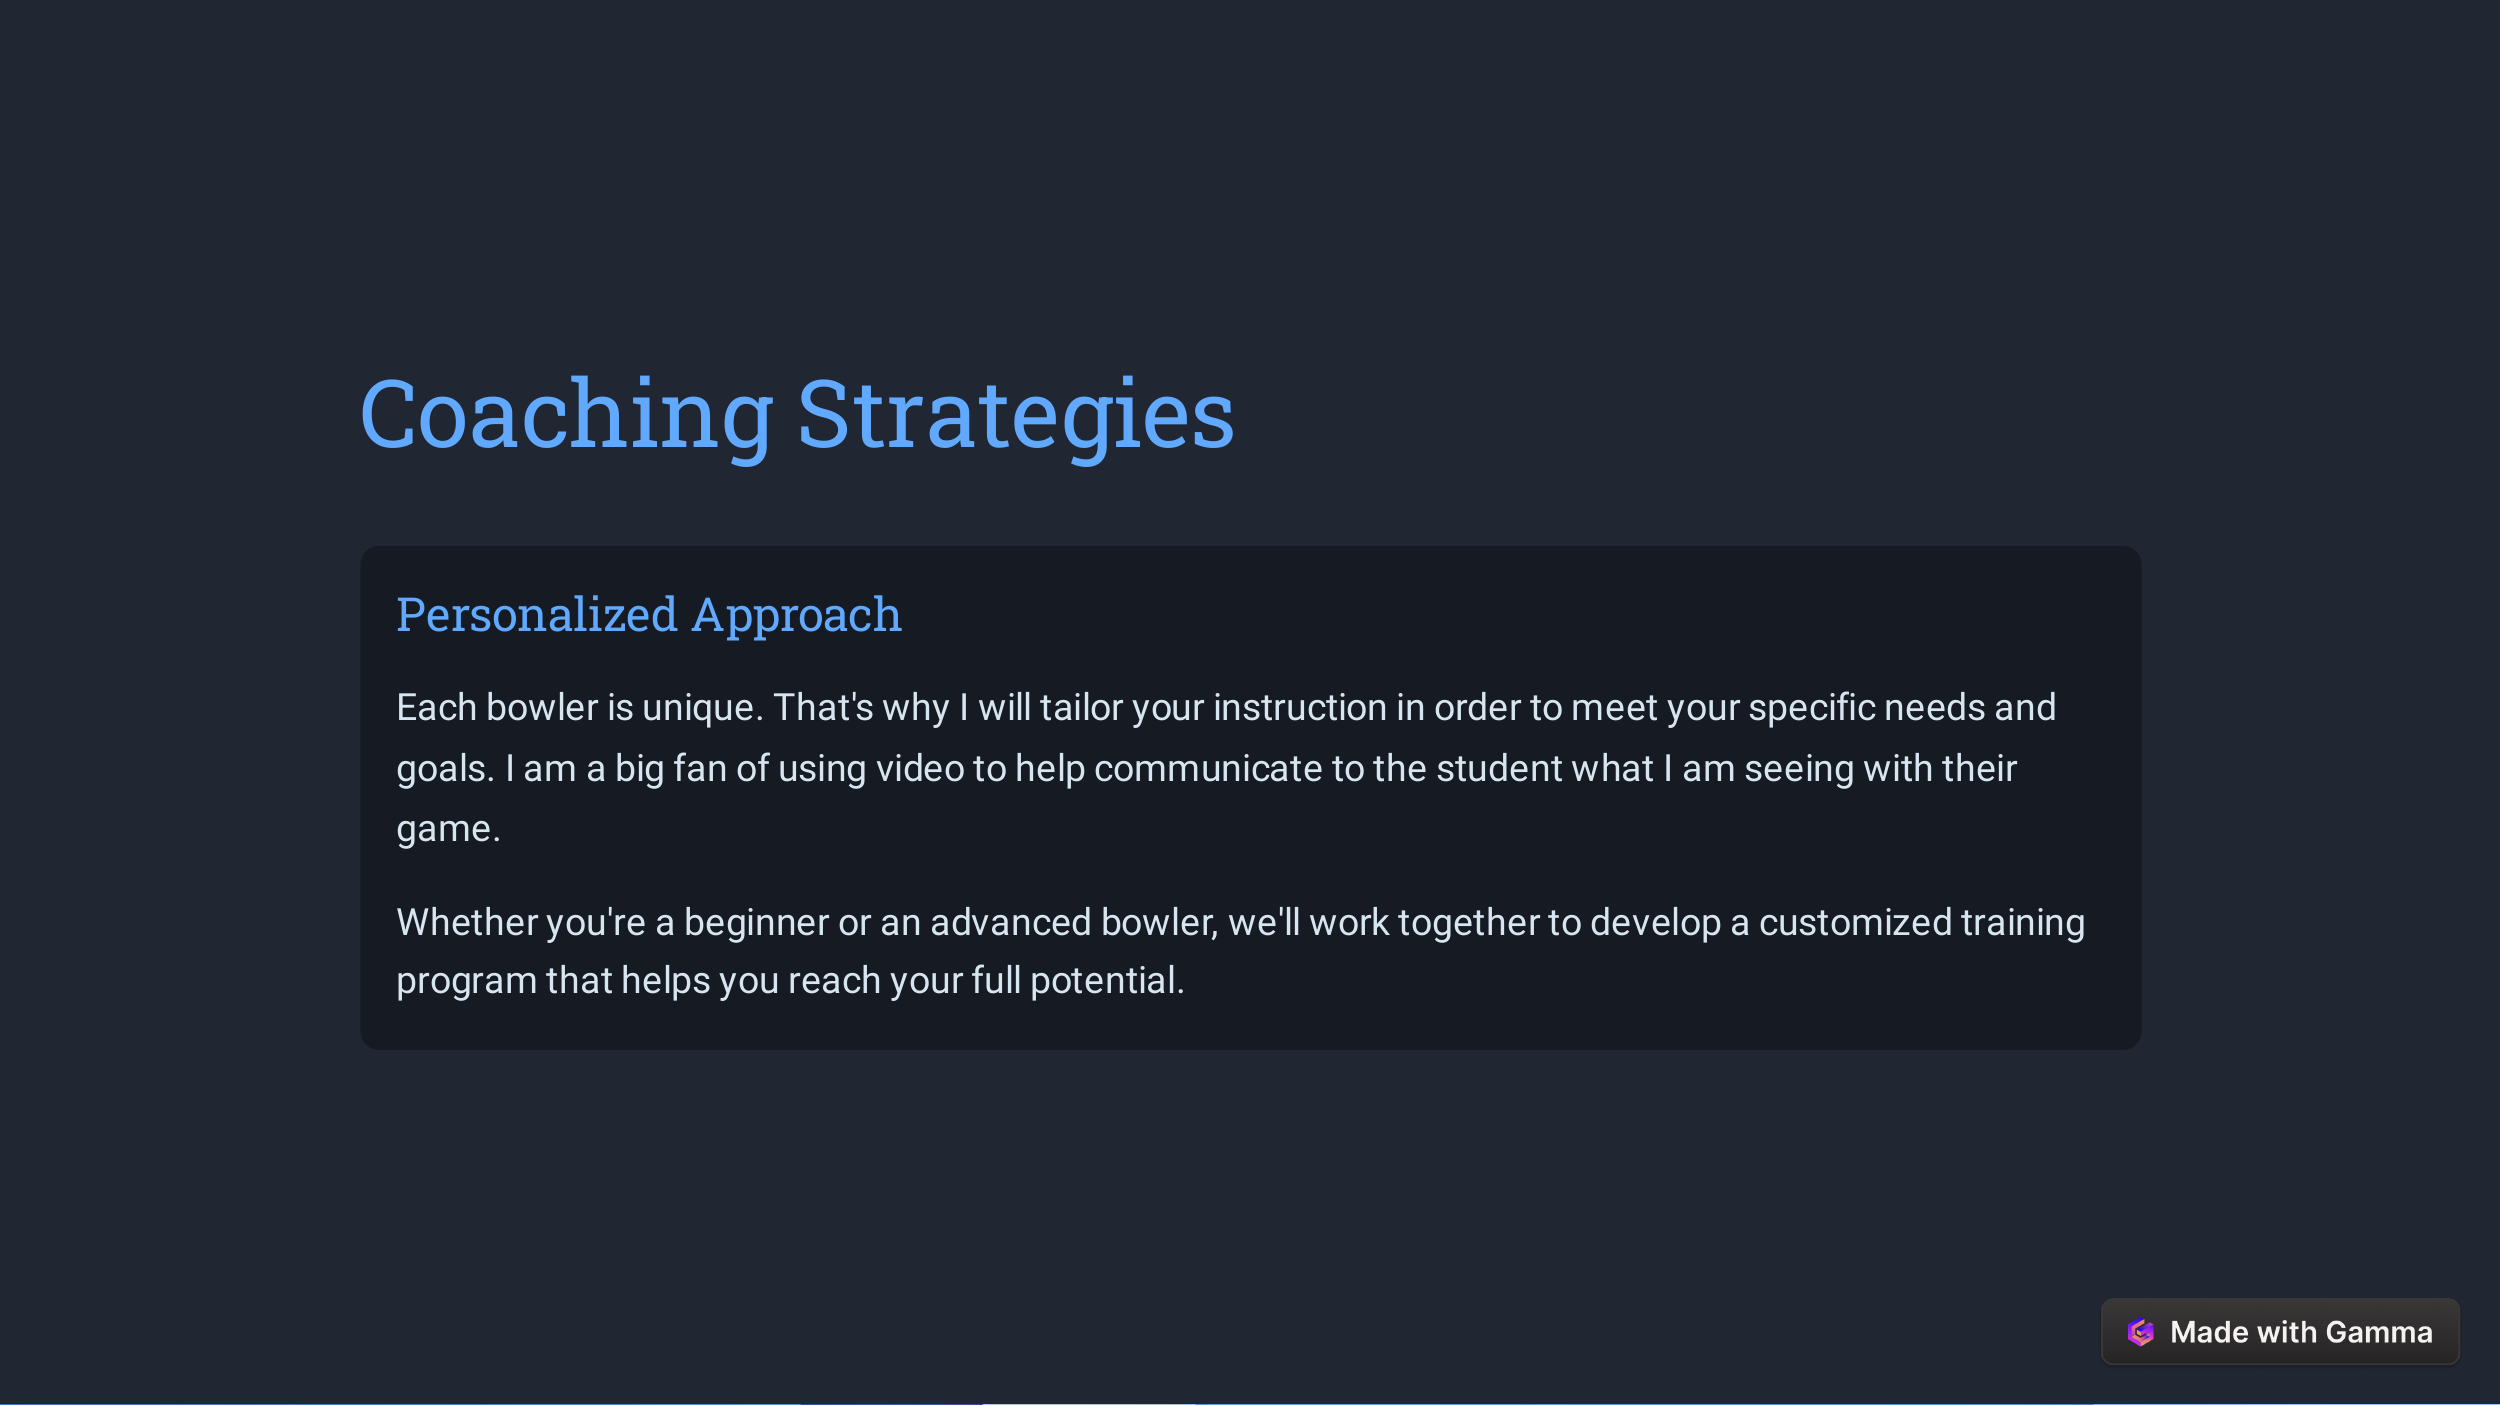 Coaching Strategies
Personalized Approach
Each bowler is unique. That's why I will tailor your instruction in order to meet your specific needs and
goals. I am a big fan of using video to help communicate to the student what I am seeing with their
game.
Whether you're a beginner or an advanced bowler, we'll work together to develop a customized training
program that helps you reach your full potential.
Made with Gamma